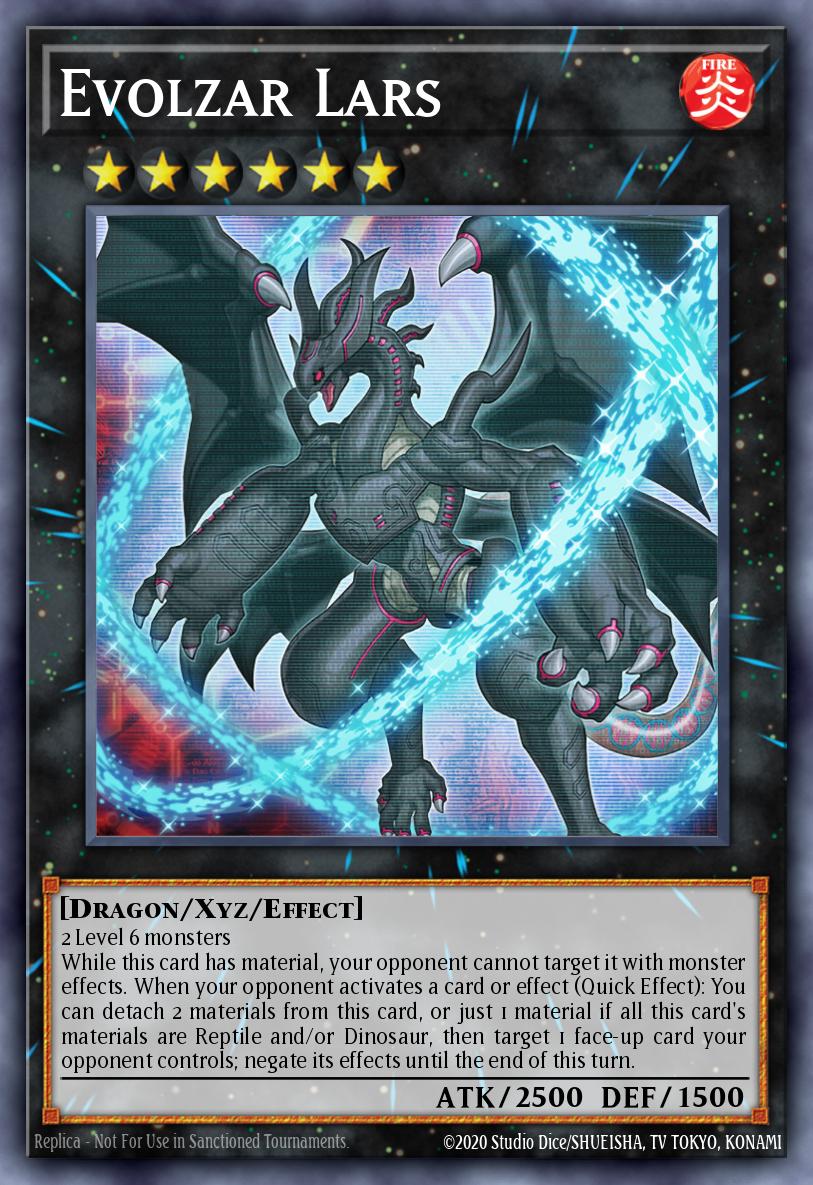 Evolzar Lars
FIRE
炎
[Dragon/Xyz/Effect]
2 Level 6 monsters
While this card has material, your opponent cannot target it with monster
effects. When your opponent activates a card or effect (Quick Effect): You
can detach 2 materials from this card, or just 1 material if all this card's
materials are Reptile and/or Dinosaur, then target 1 face-up card your
opponent controls; negate its effects until the end of this turn.
ATK/2500 DEF/1500
Replica - Not For Use in Sanctioned Tournaments.
©2020 Studio Dice/SHUEISHA, TV TOKYO, KONAMI